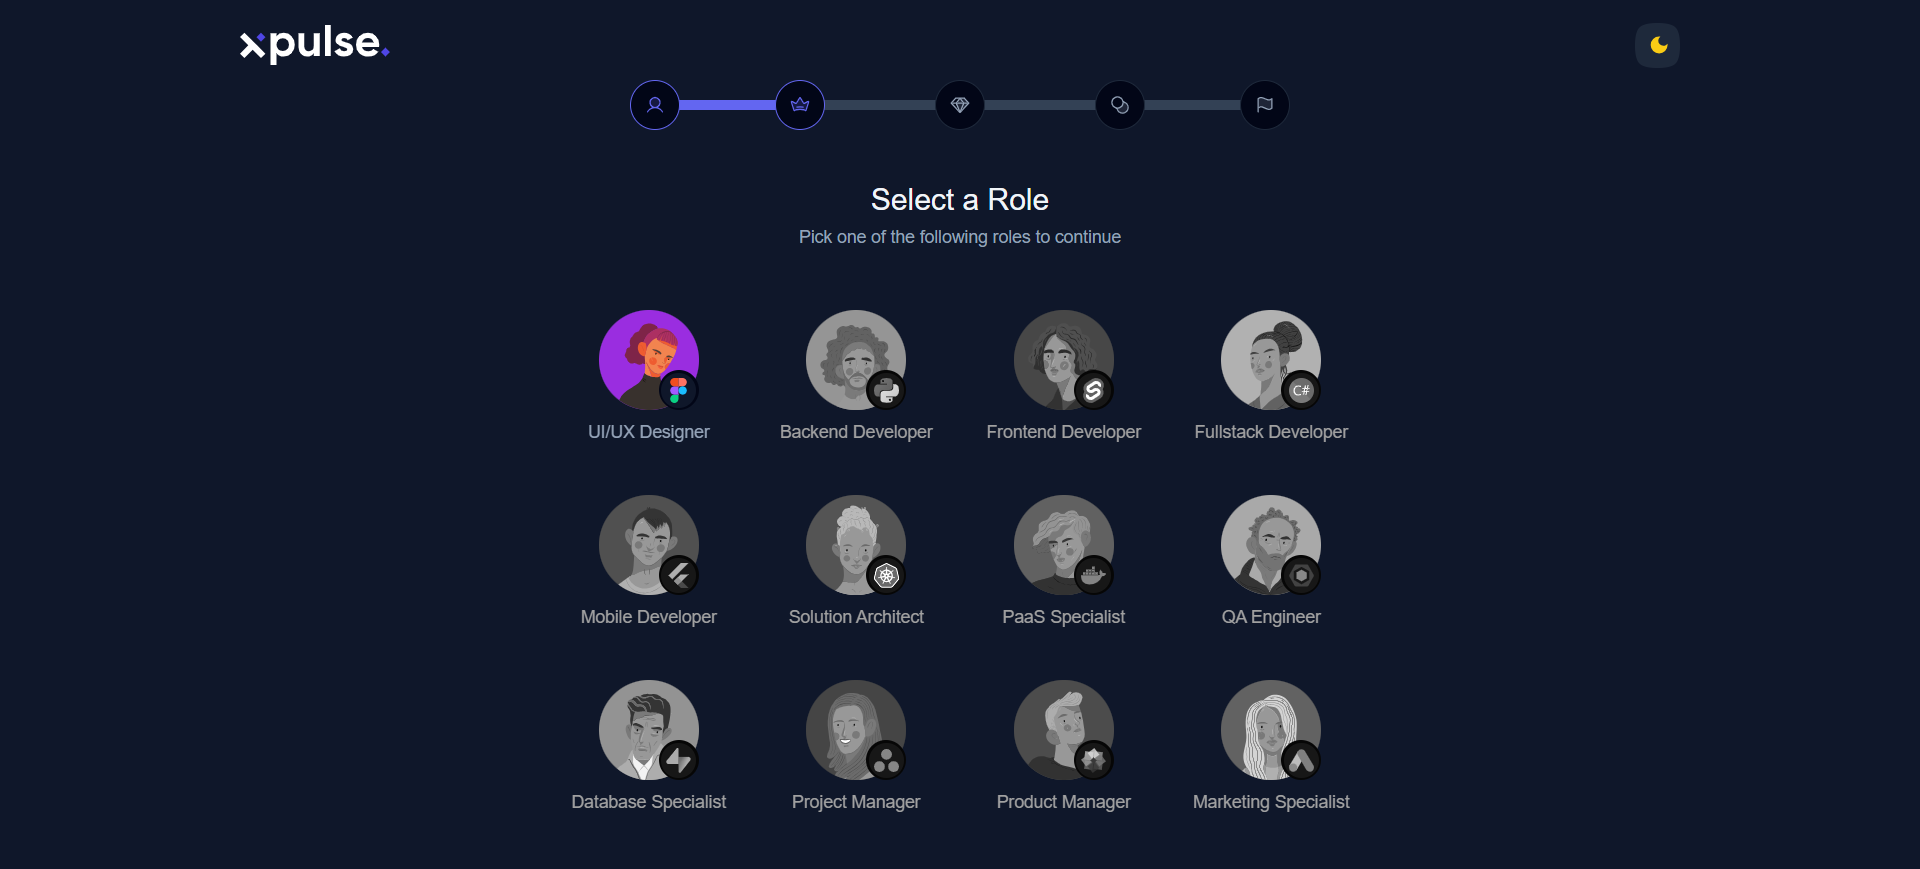 xpulse.
Select a Role
Pick one of the following roles to continue
UI/UX Designer
Backend Developer
Frontend Developer
C#
Fullstack Developer
Mobile Developer
Solution Architect
PaaS Specialist
QA Engineer
Database Specialist
Project Manager
Product Manager
Marketing Specialist